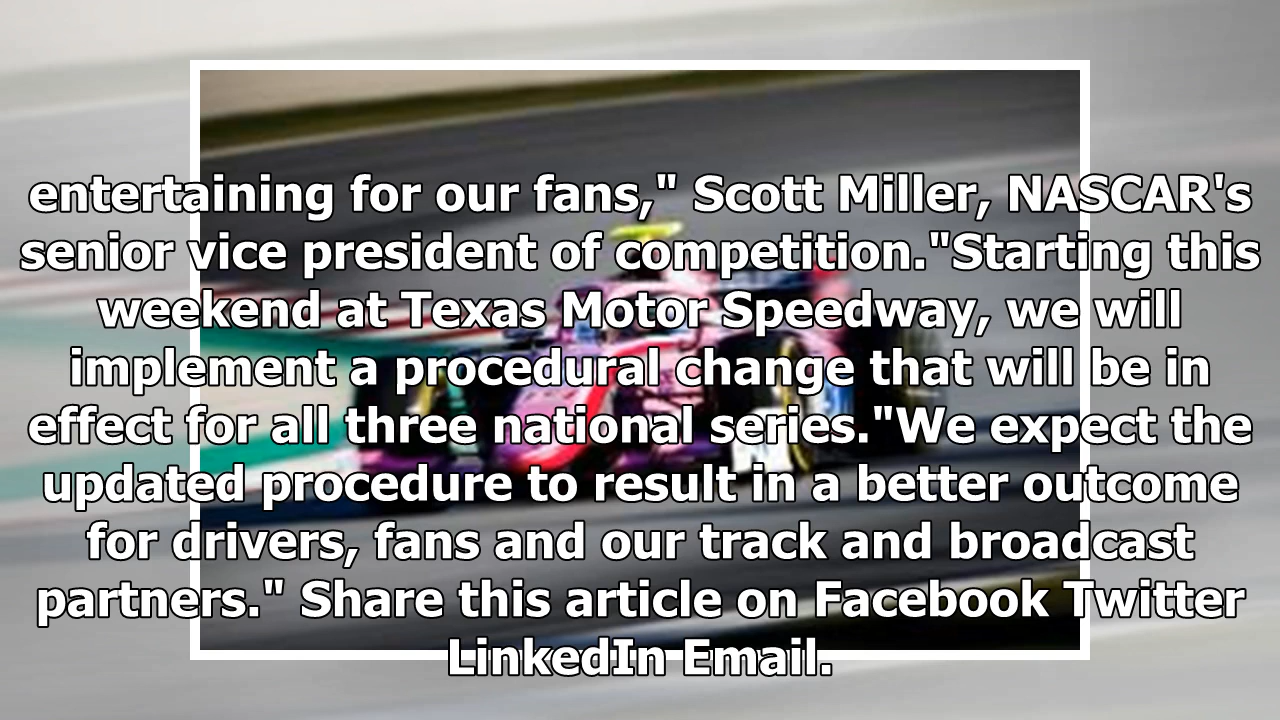 entertaining for our fans," Scott Miller, NASCAR's
senior vice president of competition."Starting this
weekend at Texas Motor Speedway, we will
implement a procedural change that will be in
effect for all three national series."We expect the
updated procedure to result in a better outcome
for drivers, fans and our track and broadcast
partners." Share this article on Facebook Twitter
LinkedIn Email.